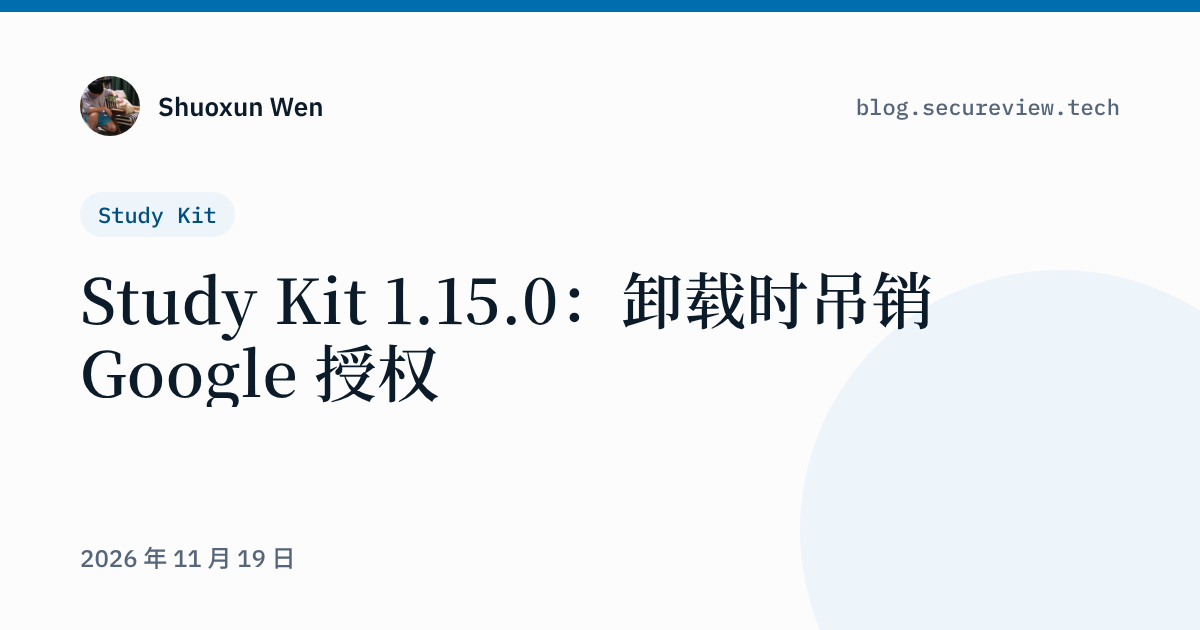 Shuoxun Wen
blog.secureview.tech
Study Kit
Study Kit 1.15.0：卸载时吊销
Google 授权
2026 年 11 月 19 日